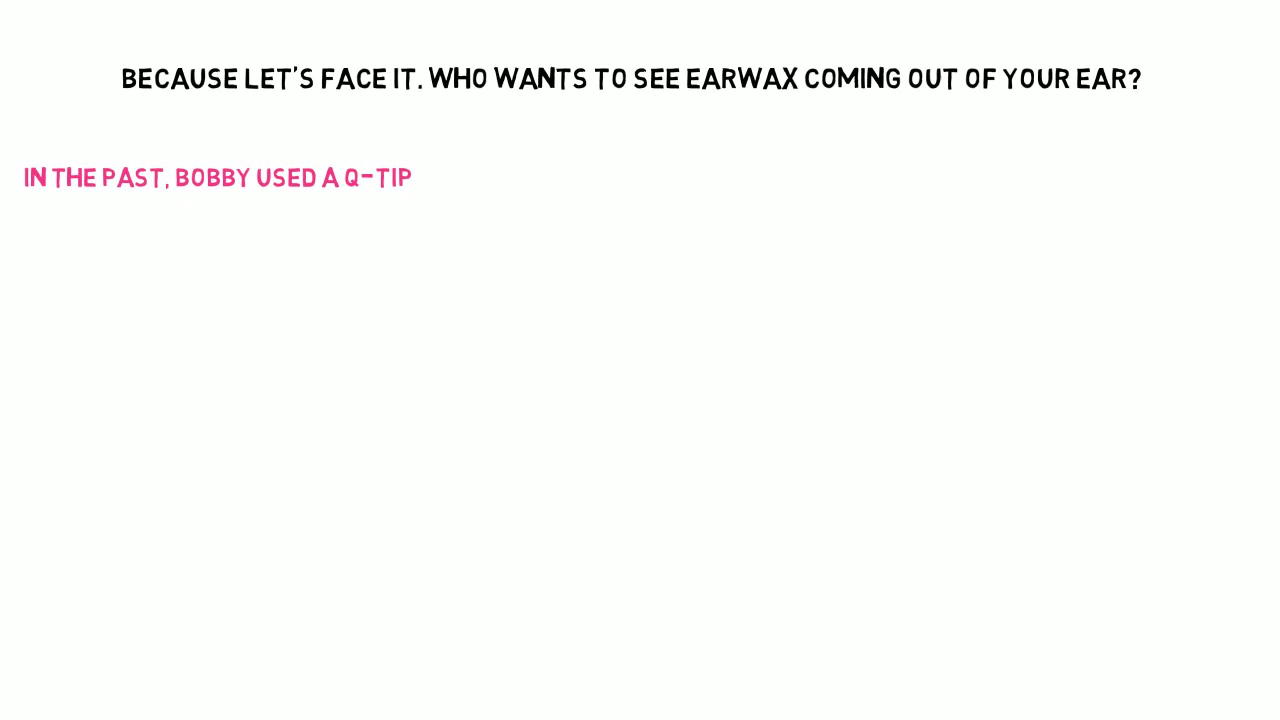 BECAUSE LET'S FACE IT. WHO WANTS TO SEE EARWAX COMING OUT OF YOUR EAR?
IN THE PAST, BOBBY USED A Q-TIP